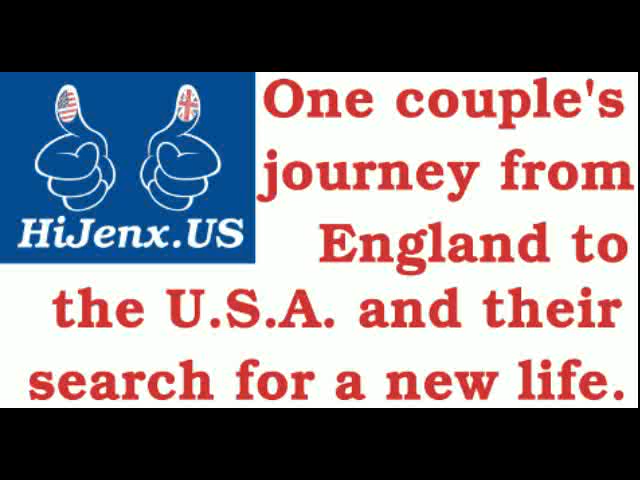 HiJenx.US
One couple's
journey from
England to
the U.S.A. and their
search for a new life.